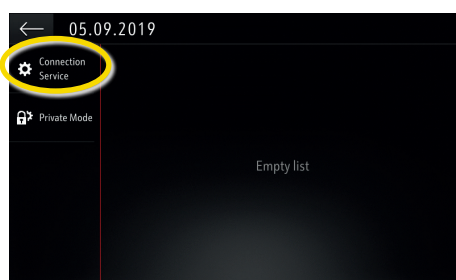 05.09.2019
Connection
Service
Private Mode
Empty list